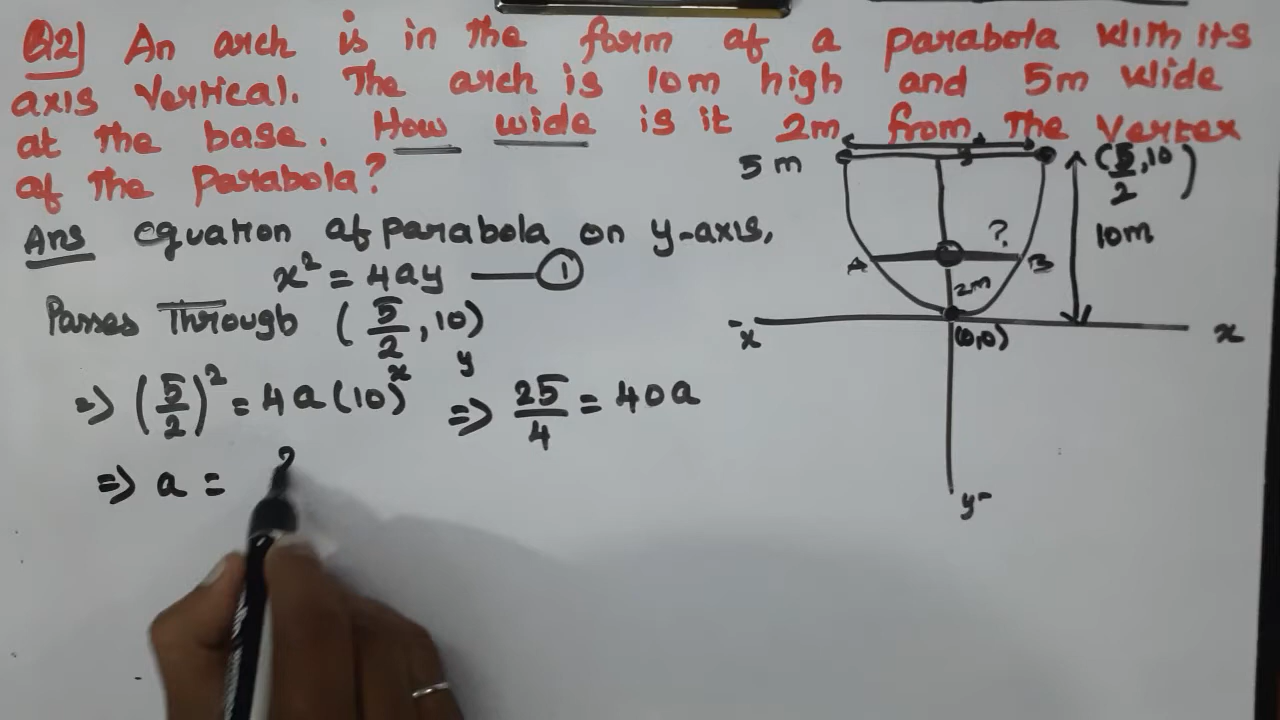 Q2) An arch is in the form of a parabola with its
axis vertical. The arch is 10m high and 5m wide
at the base. How wide is it 2m from the vertex
of the parabola?
Ans equation of parabola on y-axis,
x² = 4ay —— ①
Passes Through (5/2, 10)
x y
=> (5/2)² = 4a(10) => 25/4 = 40a
=> a = 2
5 m
(5/2, 10)
10m
?
A
B
2m
(0,0)
-x
x
y-